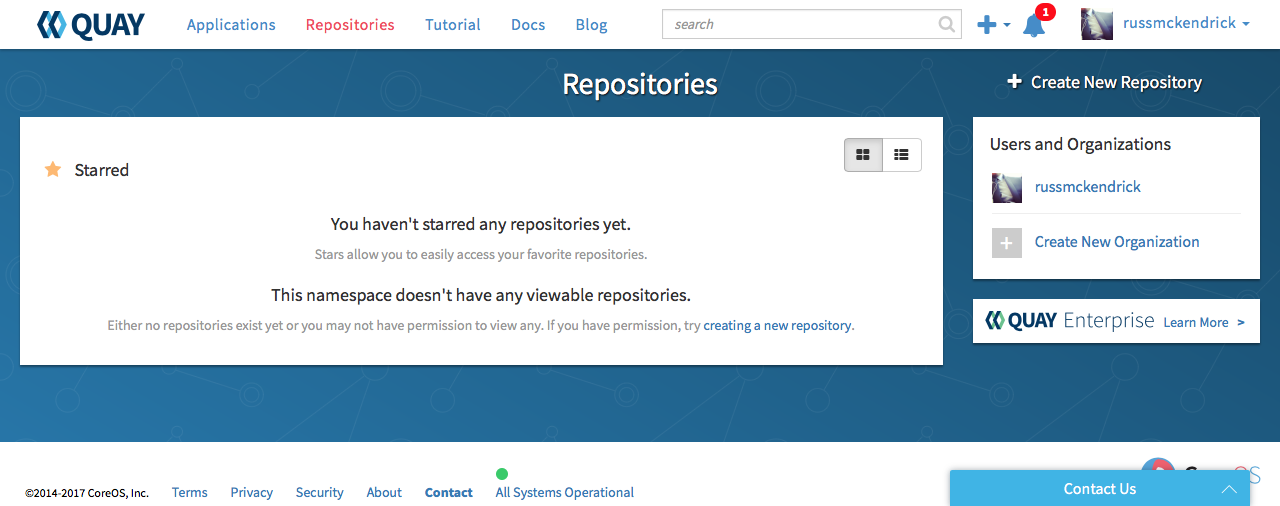 QUAY Applications Repositories Tutorial Docs Blog search 1 russmckendrick
Repositories
+ Create New Repository
Starred
You haven't starred any repositories yet.
Stars allow you to easily access your favorite repositories.
This namespace doesn't have any viewable repositories.
Either no repositories exist yet or you may not have permission to view any. If you have permission, try creating a new repository.
Users and Organizations
russmckendrick
+ Create New Organization
QUAY Enterprise Learn More >
©2014-2017 CoreOS, Inc. Terms Privacy Security About Contact All Systems Operational
Contact Us